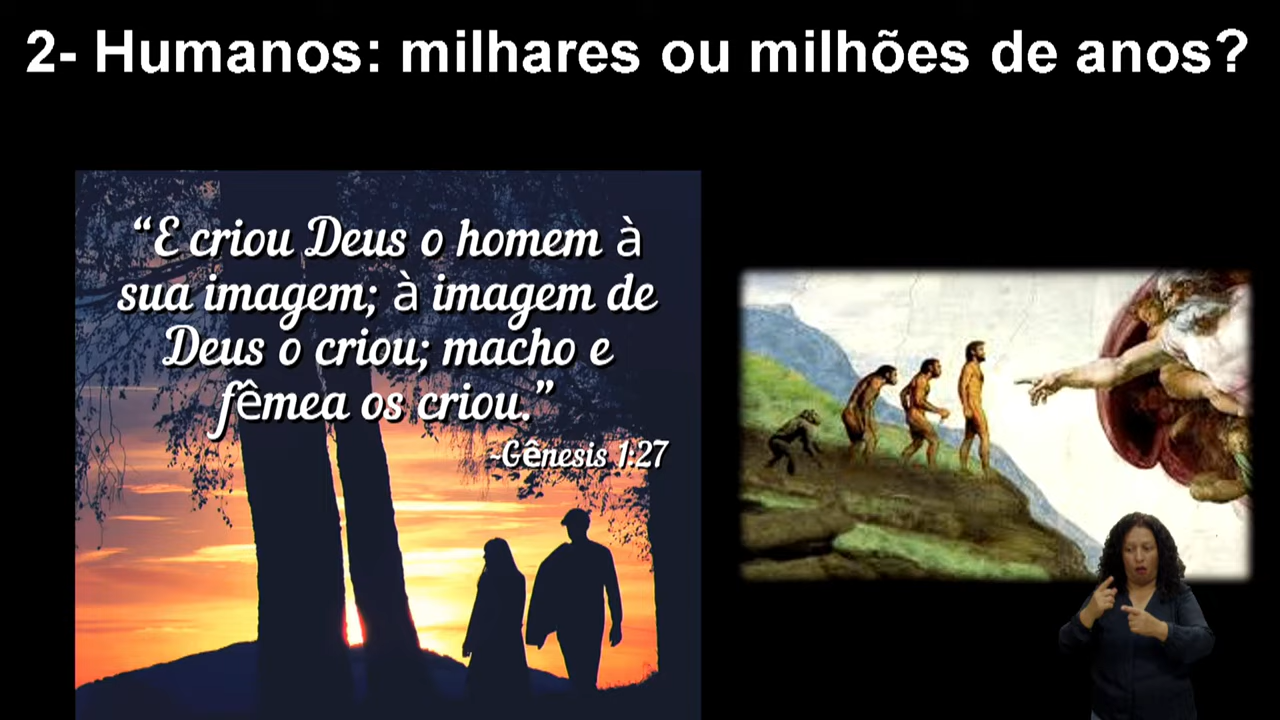 2- Humanos: milhares ou milhões de anos?
“E criou Deus o homem à
sua imagem; à imagem de
Deus o criou; macho e
fêmea os criou.”
~Gênesis 1:27